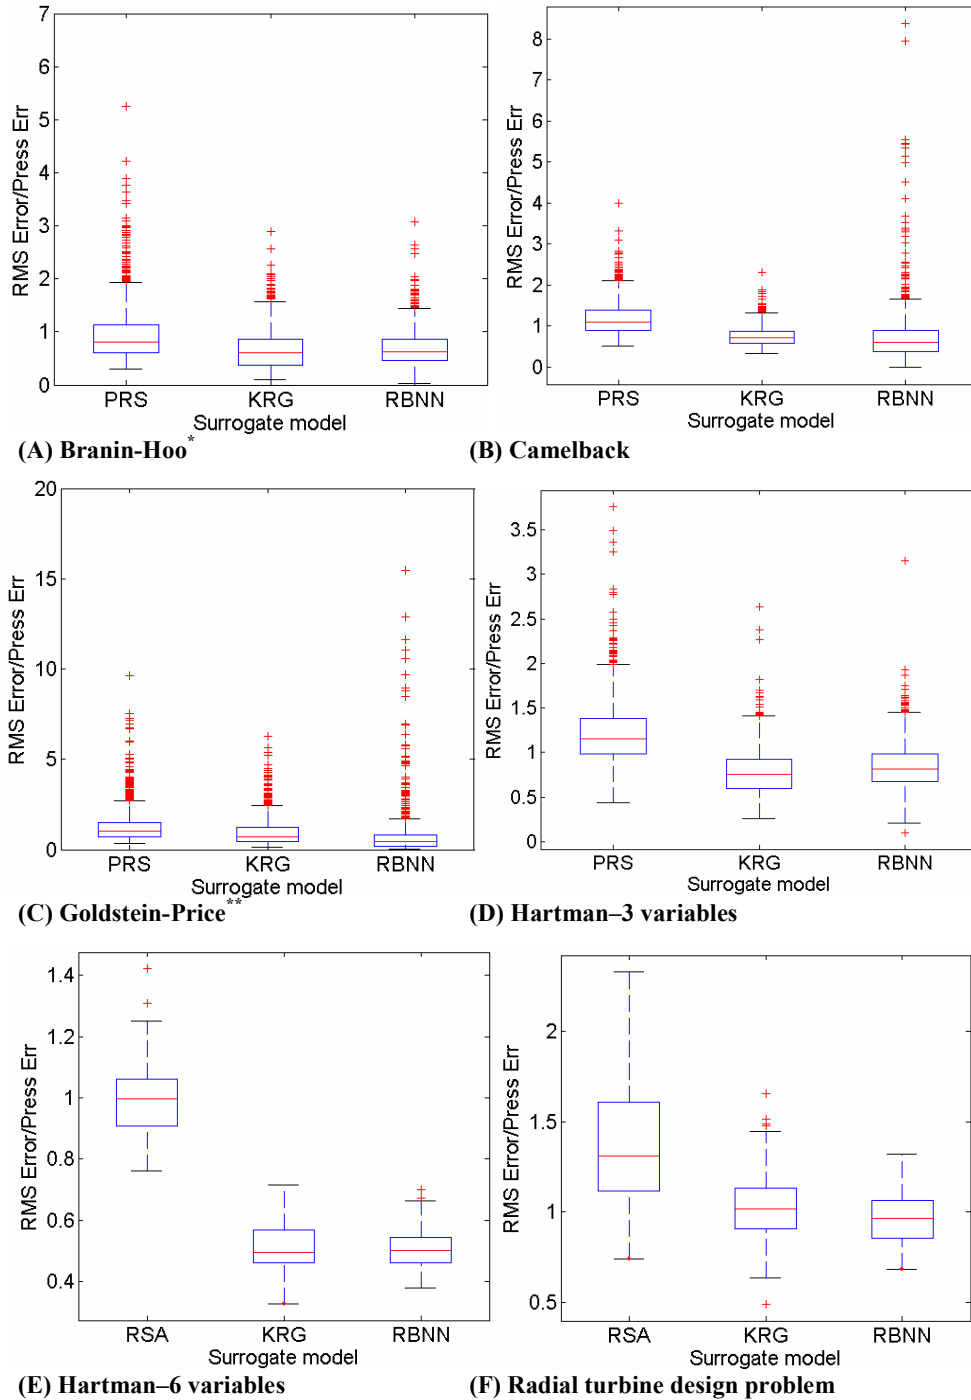 7
6
5
4
3
2
1
0
RMS Error/Press Err
PRS KRG RBNN
Surrogate model
(A) Branin-Hoo*
8
7
6
5
4
3
2
1
0
RMS Error/Press Err
PRS KRG RBNN
Surrogate model
(B) Camelback
20
15
10
5
0
RMS Error/Press Err
PRS KRG RBNN
Surrogate model
(C) Goldstein-Price**
3.5
3
2.5
2
1.5
1
0.5
0
RMS Error/Press Err
PRS KRG RBNN
Surrogate model
(D) Hartman–3 variables
1.4
1.2
1
0.8
0.6
0.4
RMS Error/Press Err
RSA KRG RBNN
Surrogate model
(E) Hartman–6 variables
2
1.5
1
0.5
RMS Error/Press Err
RSA KRG RBNN
Surrogate model
(F) Radial turbine design problem